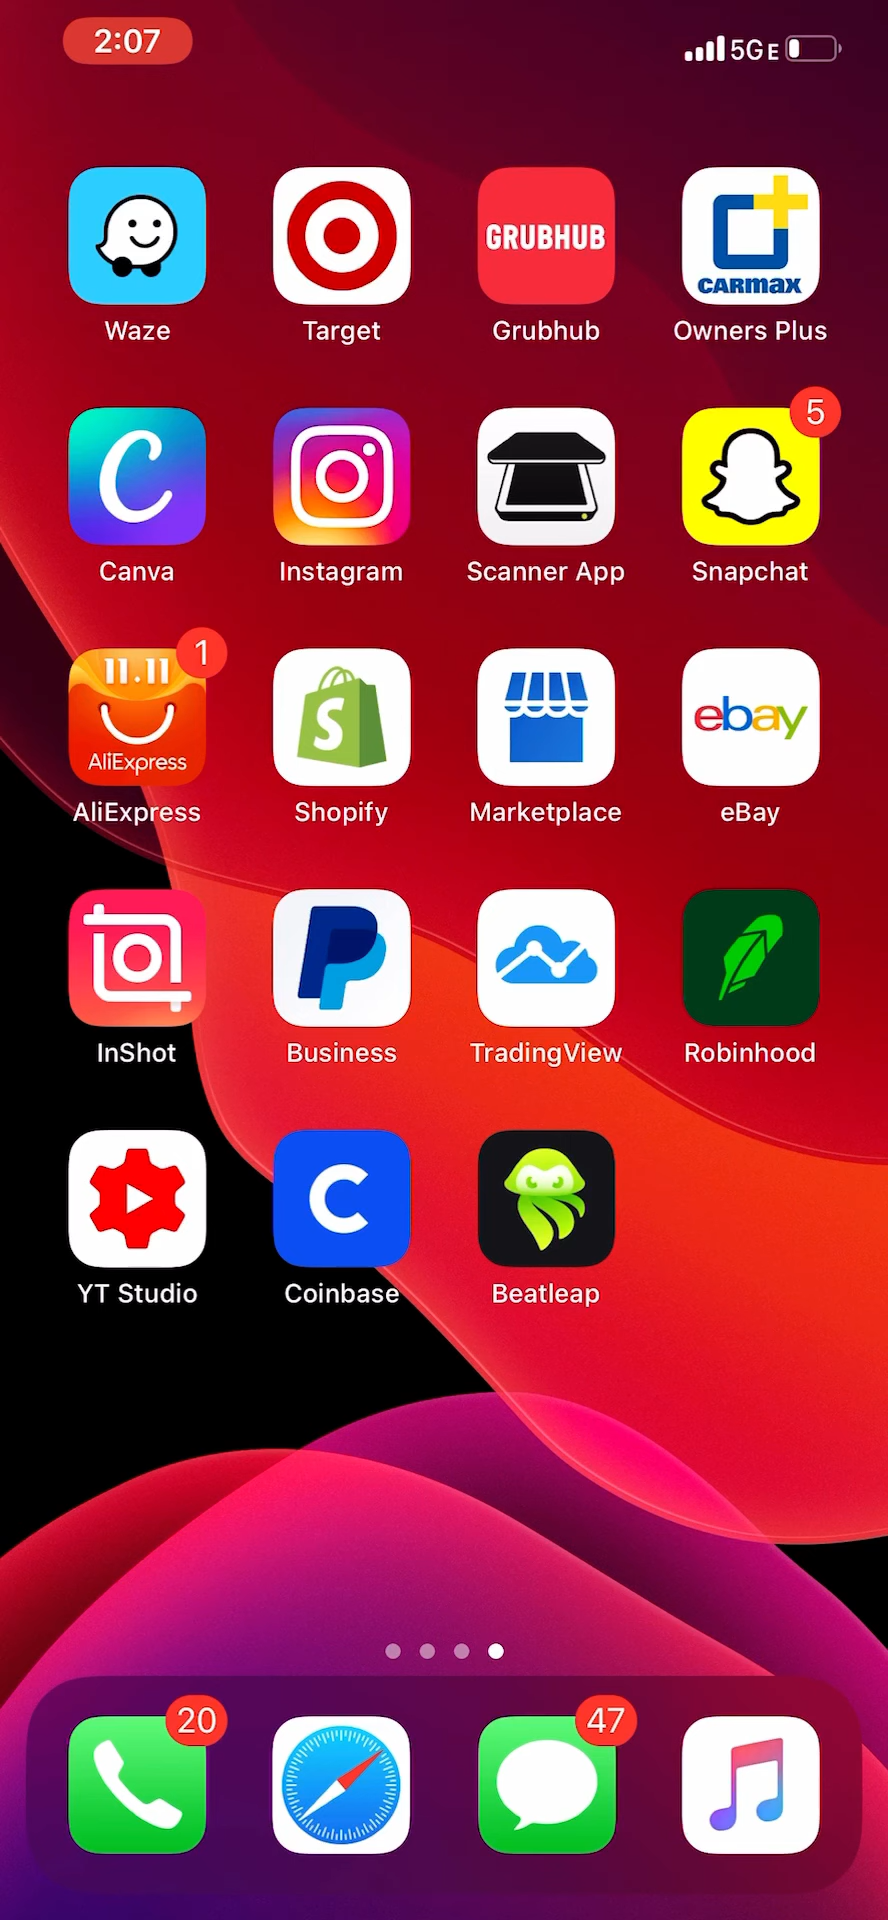 2:07
5GE
GRUBHUB
CARMAX
Waze
Target
Grubhub
Owners Plus
C
5
Canva
Instagram
Scanner App
Snapchat
11.11
1
AliExpress
S
ebay
AliExpress
Shopify
Marketplace
eBay
InShot
Business
TradingView
Robinhood
C
YT Studio
Coinbase
Beatleap
20
47